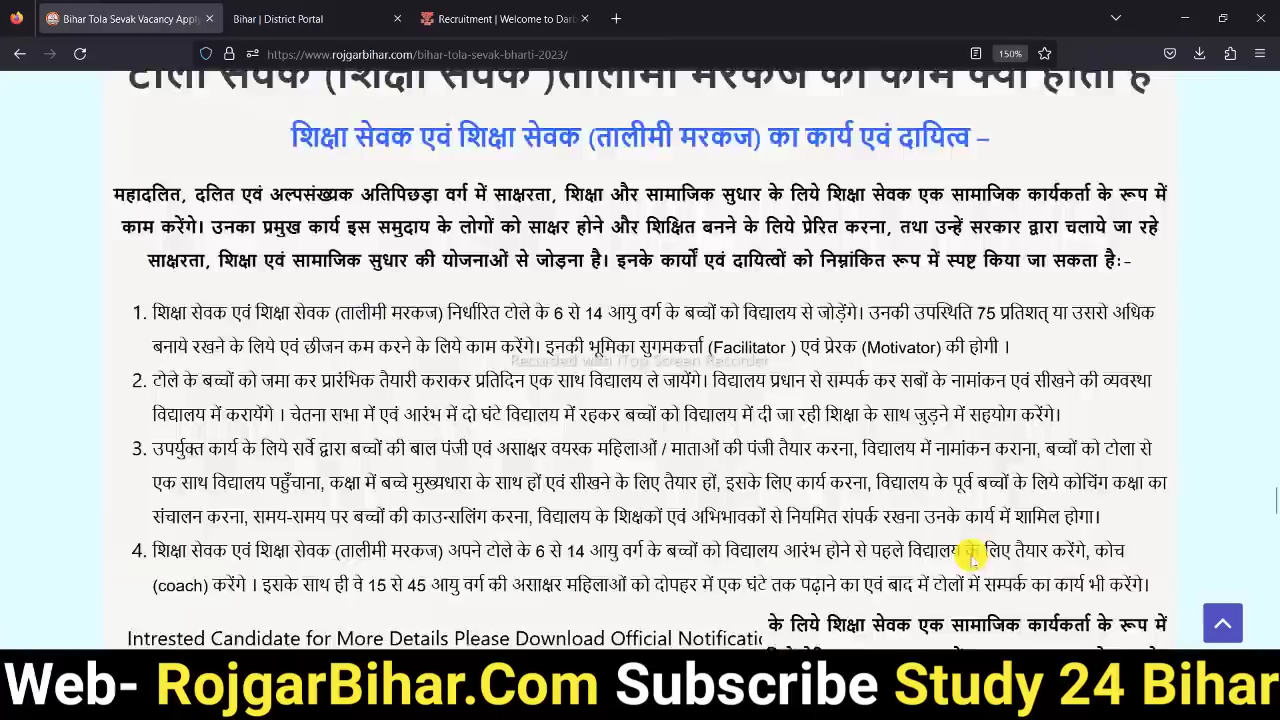 Bihar Tola Sevak Vacancy Apply
Bihar | District Portal
Recruitment | Welcome to Darb
https://www.rojgarbihar.com/bihar-tola-sevak-bharti-2023/
150%
टोला सेवक (शिक्षा सेवक )तालीमी मरकज का काम क्या होता है
शिक्षा सेवक एवं शिक्षा सेवक (तालीमी मरकज) का कार्य एवं दायित्व –
महादलित, दलित एवं अल्पसंख्यक अतिपिछड़ा वर्ग में साक्षरता, शिक्षा और सामाजिक सुधार के लिये शिक्षा सेवक एक सामाजिक कार्यकर्ता के रूप में
काम करेंगे। उनका प्रमुख कार्य इस समुदाय के लोगों को साक्षर होने और शिक्षित बनने के लिये प्रेरित करना, तथा उन्हें सरकार द्वारा चलाये जा रहे
साक्षरता, शिक्षा एवं सामाजिक सुधार की योजनाओं से जोड़ना है। इनके कार्यों एवं दायित्वों को निम्नांकित रूप में स्पष्ट किया जा सकता है:-
1. शिक्षा सेवक एवं शिक्षा सेवक (तालीमी मरकज) निर्धारित टोले के 6 से 14 आयु वर्ग के बच्चों को विद्यालय से जोड़ेंगे। उनकी उपस्थिति 75 प्रतिशत् या उससे अधिक
बनाये रखने के लिये एवं छीजन कम करने के लिये काम करेंगे। इनकी भूमिका सुगमकर्त्ता (Facilitator ) एवं प्रेरक (Motivator) की होगी ।
Recorded with iTop Screen Recorder
2. टोले के बच्चों को जमा कर प्रारंभिक तैयारी कराकर प्रतिदिन एक साथ विद्यालय ले जायेंगे। विद्यालय प्रधान से सम्पर्क कर सबों के नामांकन एवं सीखने की व्यवस्था
विद्यालय में करायेंगे । चेतना सभा में एवं आरंभ में दो घंटे विद्यालय में रहकर बच्चों को विद्यालय में दी जा रही शिक्षा के साथ जुड़ने में सहयोग करेंगे।
3. उपर्युक्त कार्य के लिये सर्वे द्वारा बच्चों की बाल पंजी एवं असाक्षर वयस्क महिलाओं / माताओं की पंजी तैयार करना, विद्यालय में नामांकन कराना, बच्चों को टोला से
एक साथ विद्यालय पहुँचाना, कक्षा में बच्चे मुख्यधारा के साथ हों एवं सीखने के लिए तैयार हों, इसके लिए कार्य करना, विद्यालय के पूर्व बच्चों के लिये कोचिंग कक्षा का
संचालन करना, समय-समय पर बच्चों की काउन्सलिंग करना, विद्यालय के शिक्षकों एवं अभिभावकों से नियमित संपर्क रखना उनके कार्य में शामिल होगा।
4. शिक्षा सेवक एवं शिक्षा सेवक (तालीमी मरकज) अपने टोले के 6 से 14 आयु वर्ग के बच्चों को विद्यालय आरंभ होने से पहले विद्यालय के लिए तैयार करेंगे, कोच
(coach) करेंगे । इसके साथ ही वे 15 से 45 आयु वर्ग की असाक्षर महिलाओं को दोपहर में एक घंटे तक पढ़ाने का एवं बाद में टोलों में सम्पर्क का कार्य भी करेंगे।
के लिये शिक्षा सेवक एक सामाजिक कार्यकर्ता के रूप में
Intrested Candidate for More Details Please Download Official Notificatio
Web- RojgarBihar.Com Subscribe Study 24 Bihar